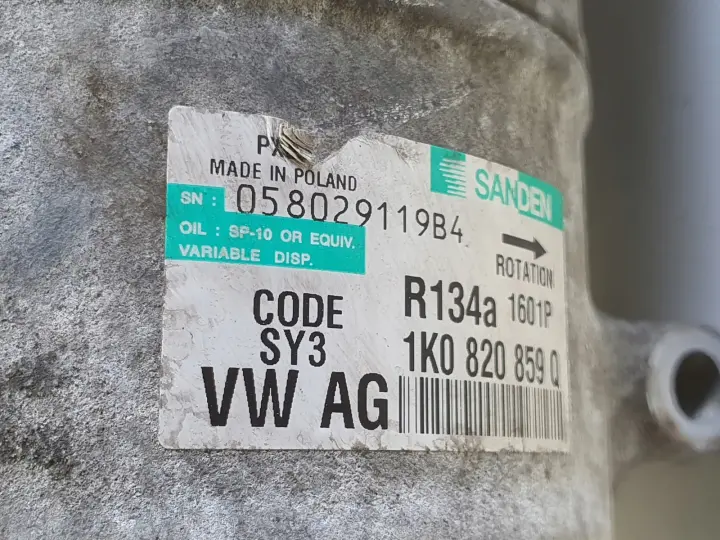 MADE IN POLAND
SANDEN
SN : 058029119B4
OIL : SP-10 OR EQUIV.
VARIABLE DISP.
ROTATION
CODE
SY3
R134a 1601P
1K0 820 859 Q
VW AG